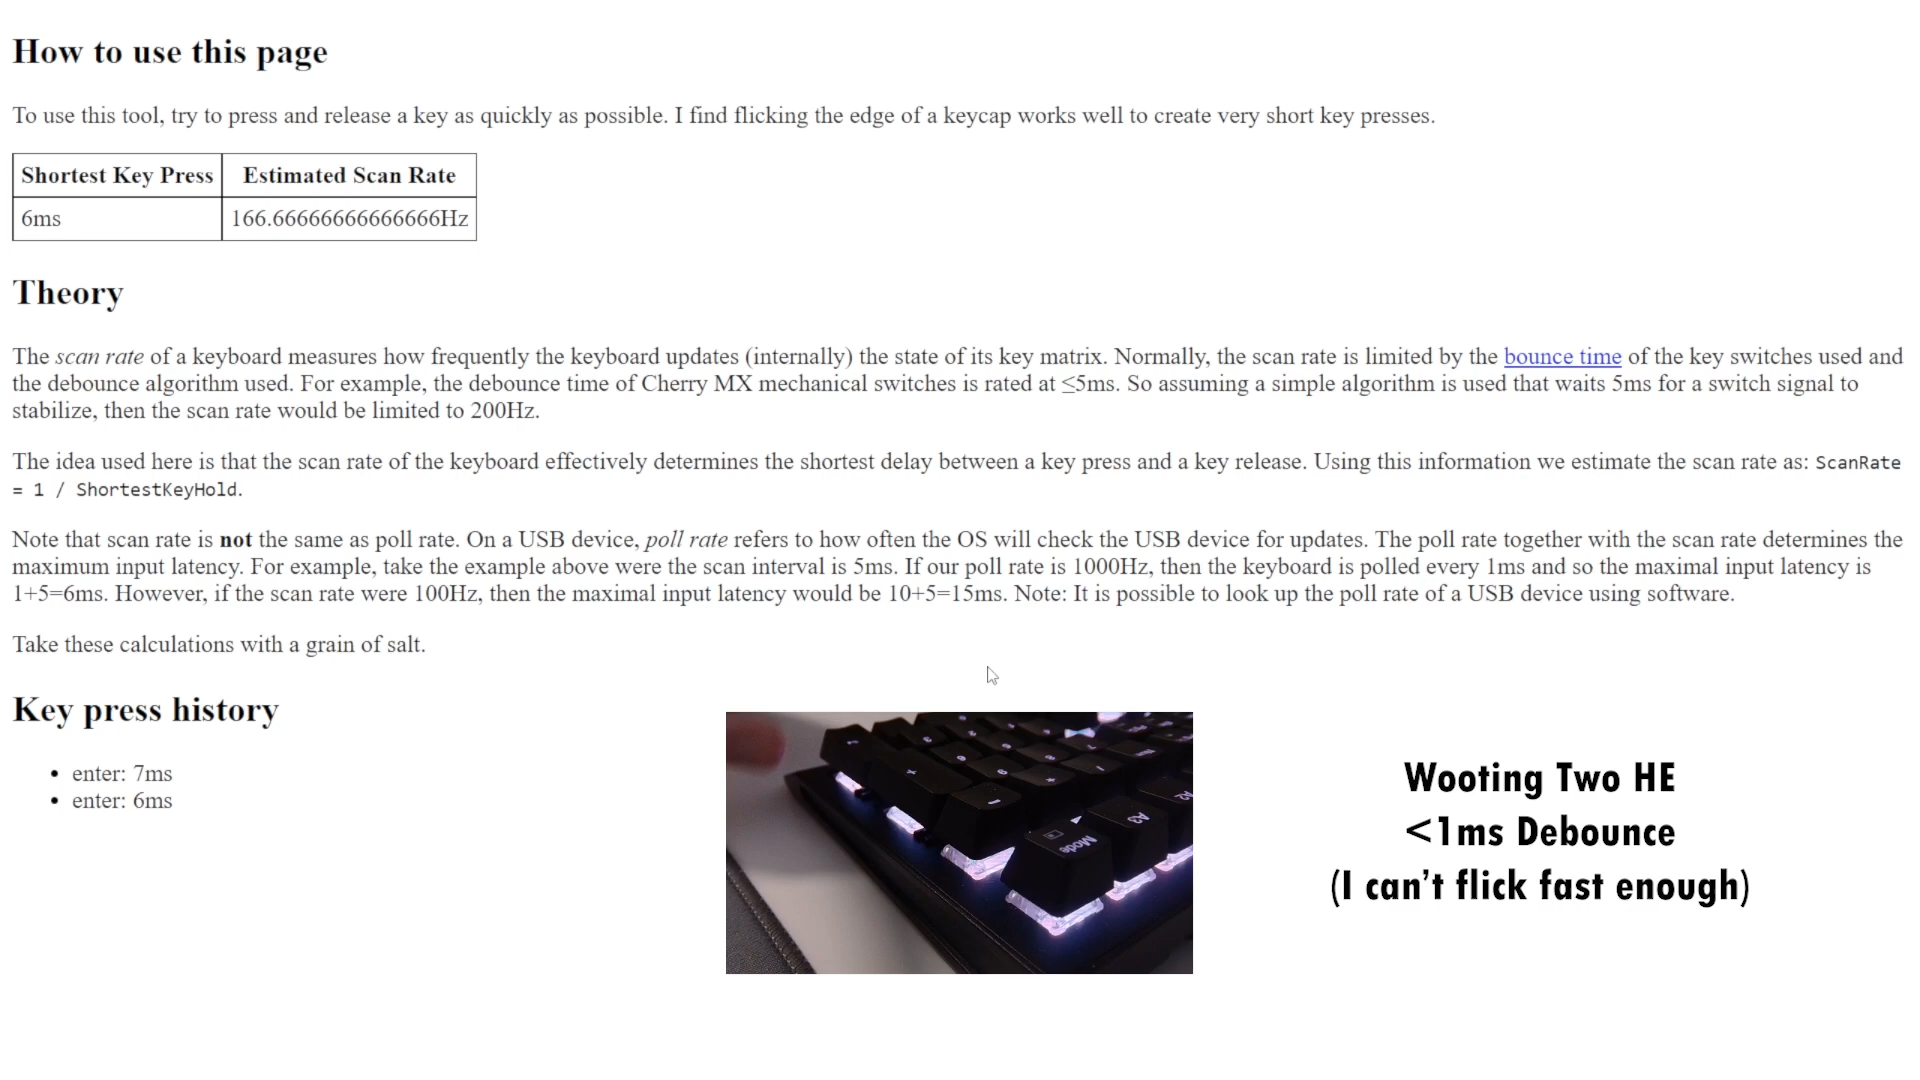 How to use this page
To use this tool, try to press and release a key as quickly as possible. I find flicking the edge of a keycap works well to create very short key presses.
Shortest Key Press Estimated Scan Rate
6ms 166.66666666666666Hz
Theory
The scan rate of a keyboard measures how frequently the keyboard updates (internally) the state of its key matrix. Normally, the scan rate is limited by the bounce time of the key switches used and
the debounce algorithm used. For example, the debounce time of Cherry MX mechanical switches is rated at ≤5ms. So assuming a simple algorithm is used that waits 5ms for a switch signal to
stabilize, then the scan rate would be limited to 200Hz.
The idea used here is that the scan rate of the keyboard effectively determines the shortest delay between a key press and a key release. Using this information we estimate the scan rate as: ScanRate
= 1 / ShortestKeyHold.
Note that scan rate is not the same as poll rate. On a USB device, poll rate refers to how often the OS will check the USB device for updates. The poll rate together with the scan rate determines the
maximum input latency. For example, take the example above were the scan interval is 5ms. If our poll rate is 1000Hz, then the keyboard is polled every 1ms and so the maximal input latency is
1+5=6ms. However, if the scan rate were 100Hz, then the maximal input latency would be 10+5=15ms. Note: It is possible to look up the poll rate of a USB device using software.
Take these calculations with a grain of salt.
Key press history
• enter: 7ms
• enter: 6ms
A2
A3
Mode
Wooting Two HE
<1ms Debounce
(I can't flick fast enough)